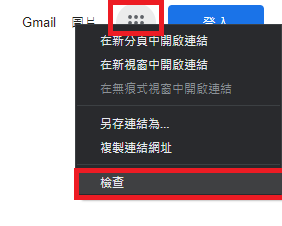 Gmail 圖片 登入
在新分頁中開啟連結
在新視窗中開啟連結
在無痕式視窗中開啟連結
另存連結為...
複製連結網址
檢查